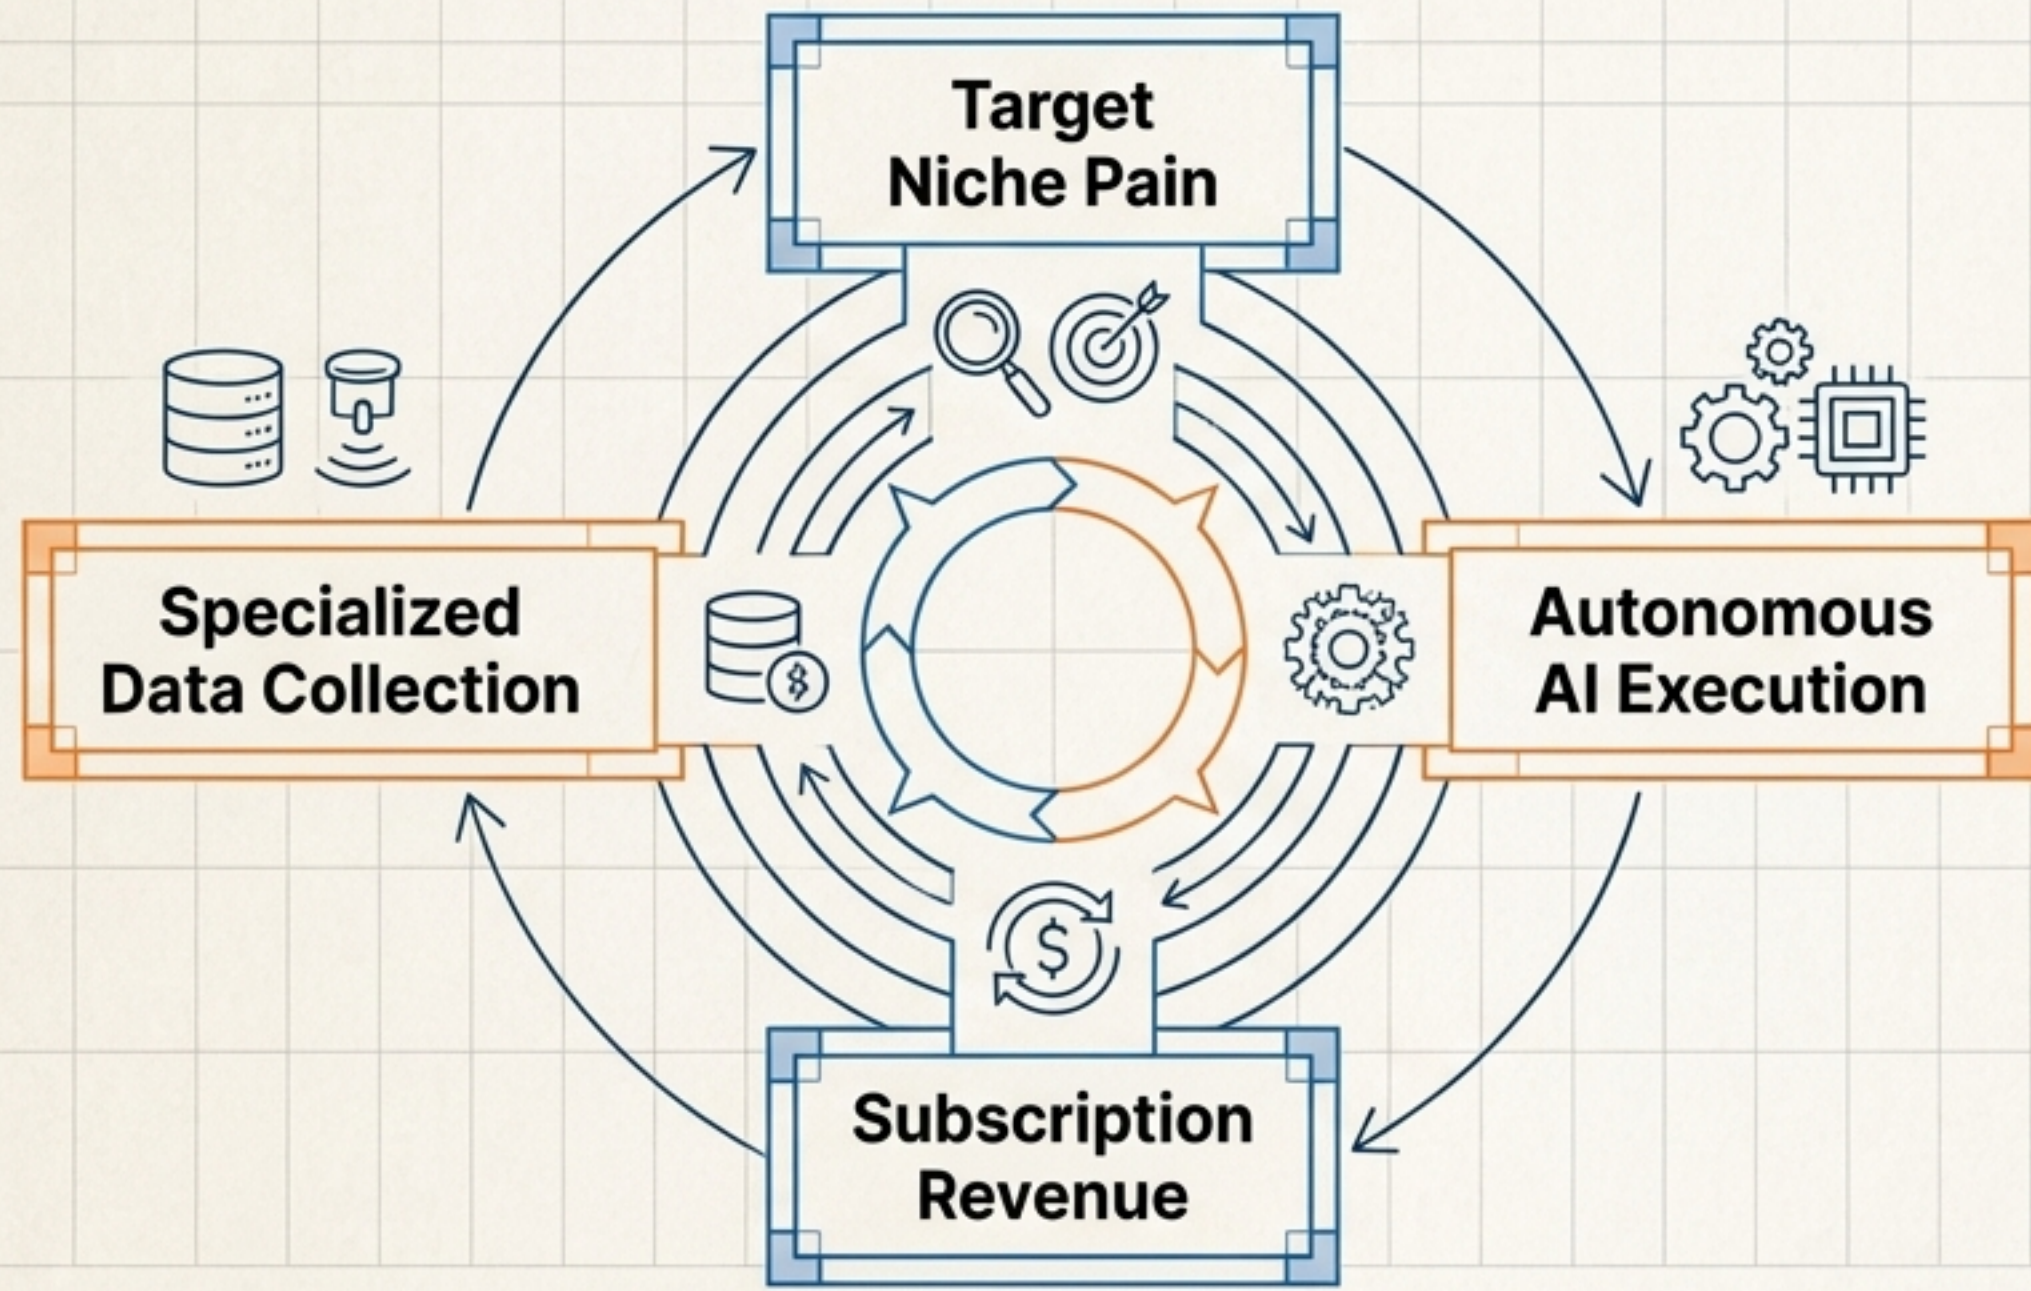 Target
Niche Pain
Specialized
Data Collection
$
Autonomous
AI Execution
$
Subscription
Revenue